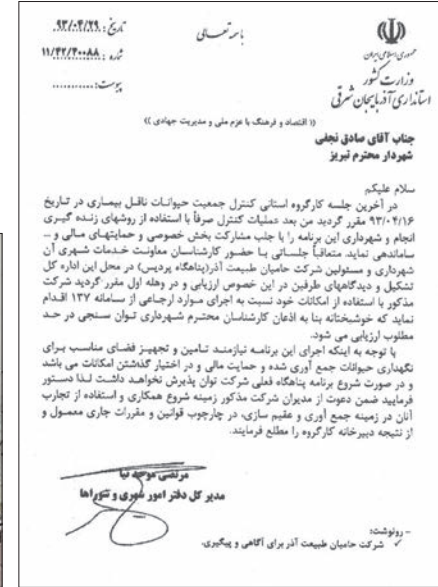 باسمه تعالی
تاریخ: ۹۳/۰۴/۲۹
شماره: ۱۱/۴۲/۲۰۰۸۸
پیوست: ............
جمهوری اسلامی ایران
وزارت کشور
استانداری آذربایجان شرقی
(( اقتصاد و فرهنگ با عزم ملی و مدیریت جهادی ))
جناب آقای صادق نجفی
شهردار محترم تبریز
سلام علیکم
در آخرین جلسه کارگروه استانی کنترل جمعیت حیوانات ناقل بیماری در تاریخ
۹۳/۰۴/۱۶ مقرر گردید من بعد عملیات کنترل صرفاً با استفاده از روشهای زنده گیری
انجام و شهرداری این برنامه را با جلب مشارکت بخش خصوصی و حمایتهای مالی و ...
ساماندهی نماید. متعاقباً جلساتی با حضور کارشناسان معاونت خدمات شهری آن
شهرداری و مسئولین شرکت حامیان طبیعت آذر(پناهگاه پردیس) در محل این اداره کل
تشکیل و دیدگاههای طرفین در این خصوص ارزیابی و در وهله اول مقرر گردید شرکت
مذکور با استفاده از امکانات خود نسبت به اجرای موارد ارجاعی از سامانه ۱۳۷ اقدام
نماید که خوشبختانه بنا به اذعان کارشناسان محترم شهرداری توان سنجی در حد
مطلوب ارزیابی می شود.
با توجه به اینکه اجرای این برنامه نیازمند تامین و تجهیز فضای مناسب برای
نگهداری حیوانات جمع آوری شده و حمایت مالی و در اختیار گذاشتن امکانات می باشد
و در صورت شروع برنامه پناهگاه فعلی شرکت توان پذیرش نخواهد داشت لذا دستور
فرمایید ضمن دعوت از مدیران شرکت مذکور زمینه شروع همکاری و استفاده از تجارب
آنان در زمینه جمع آوری و عقیم سازی، در چارچوب قوانین و مقررات جاری معمول و
از نتیجه دبیرخانه کارگروه را مطلع فرمایند.
مرتضی موحد نیا
مدیر کل دفتر امور شهری و شوراها
- رونوشت:
✓ شرکت حامیان طبیعت آذر برای آگاهی و پیگیری.